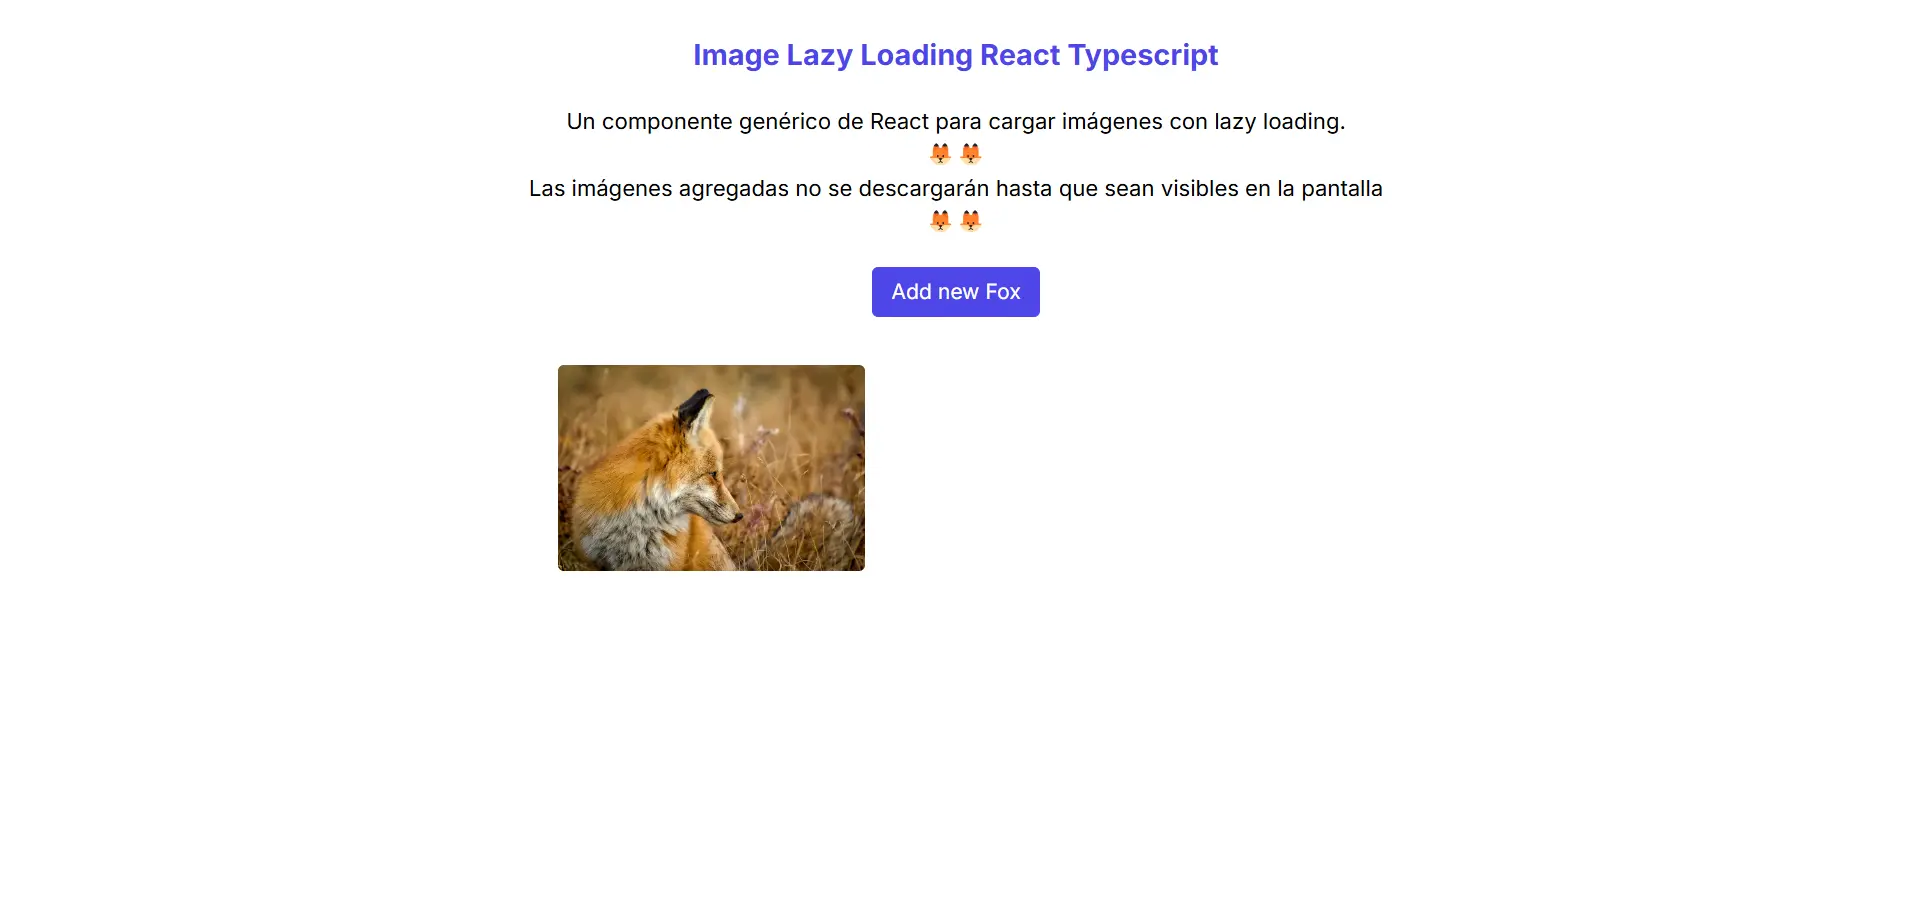 Image Lazy Loading React Typescript
Un componente genérico de React para cargar imágenes con lazy loading.
🦊 🦊
Las imágenes agregadas no se descargarán hasta que sean visibles en la pantalla
🦊 🦊
Add new Fox